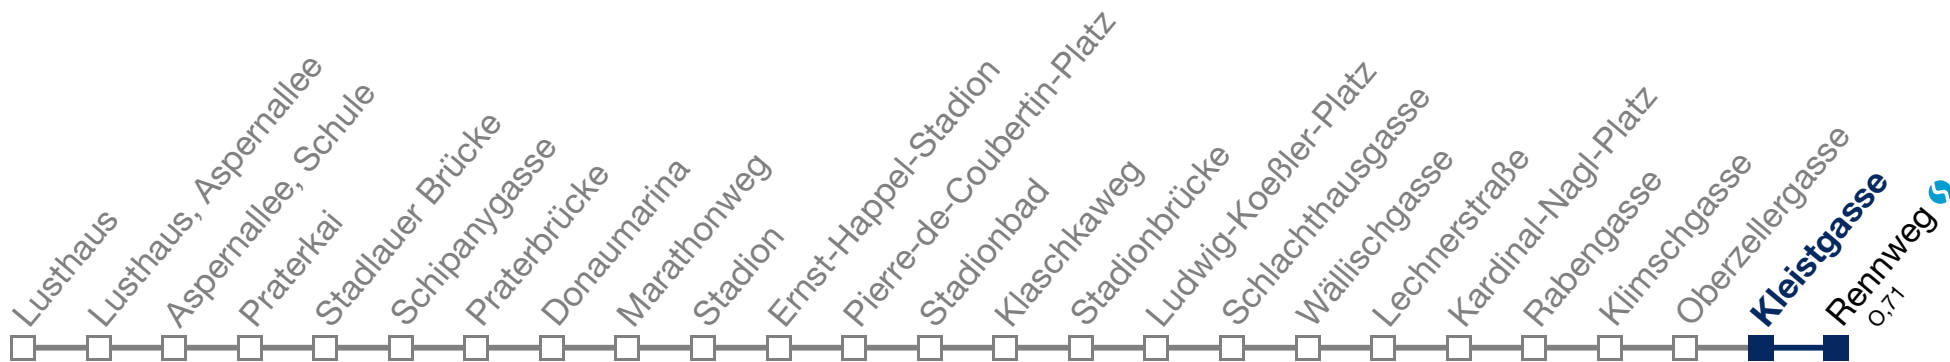 Lusthaus
Lusthaus, Aspernallee
Aspernallee, Schule
Praterkai
Stadlauer Brücke
Schipanygasse
Praterbrücke
Donaumarina
Marathonweg
Stadion
Ernst-Happel-Stadion
Pierre-de-Coubertin-Platz
Stadionbad
Klaschkaweg
Stadionbrücke
Ludwig-Koeßler-Platz
Schlachthausgasse
Wällischgasse
Lechnerstraße
Kardinal-Nagl-Platz
Rabengasse
Klimschgasse
Oberzellergasse
Kleistgasse
Rennweg
O,71